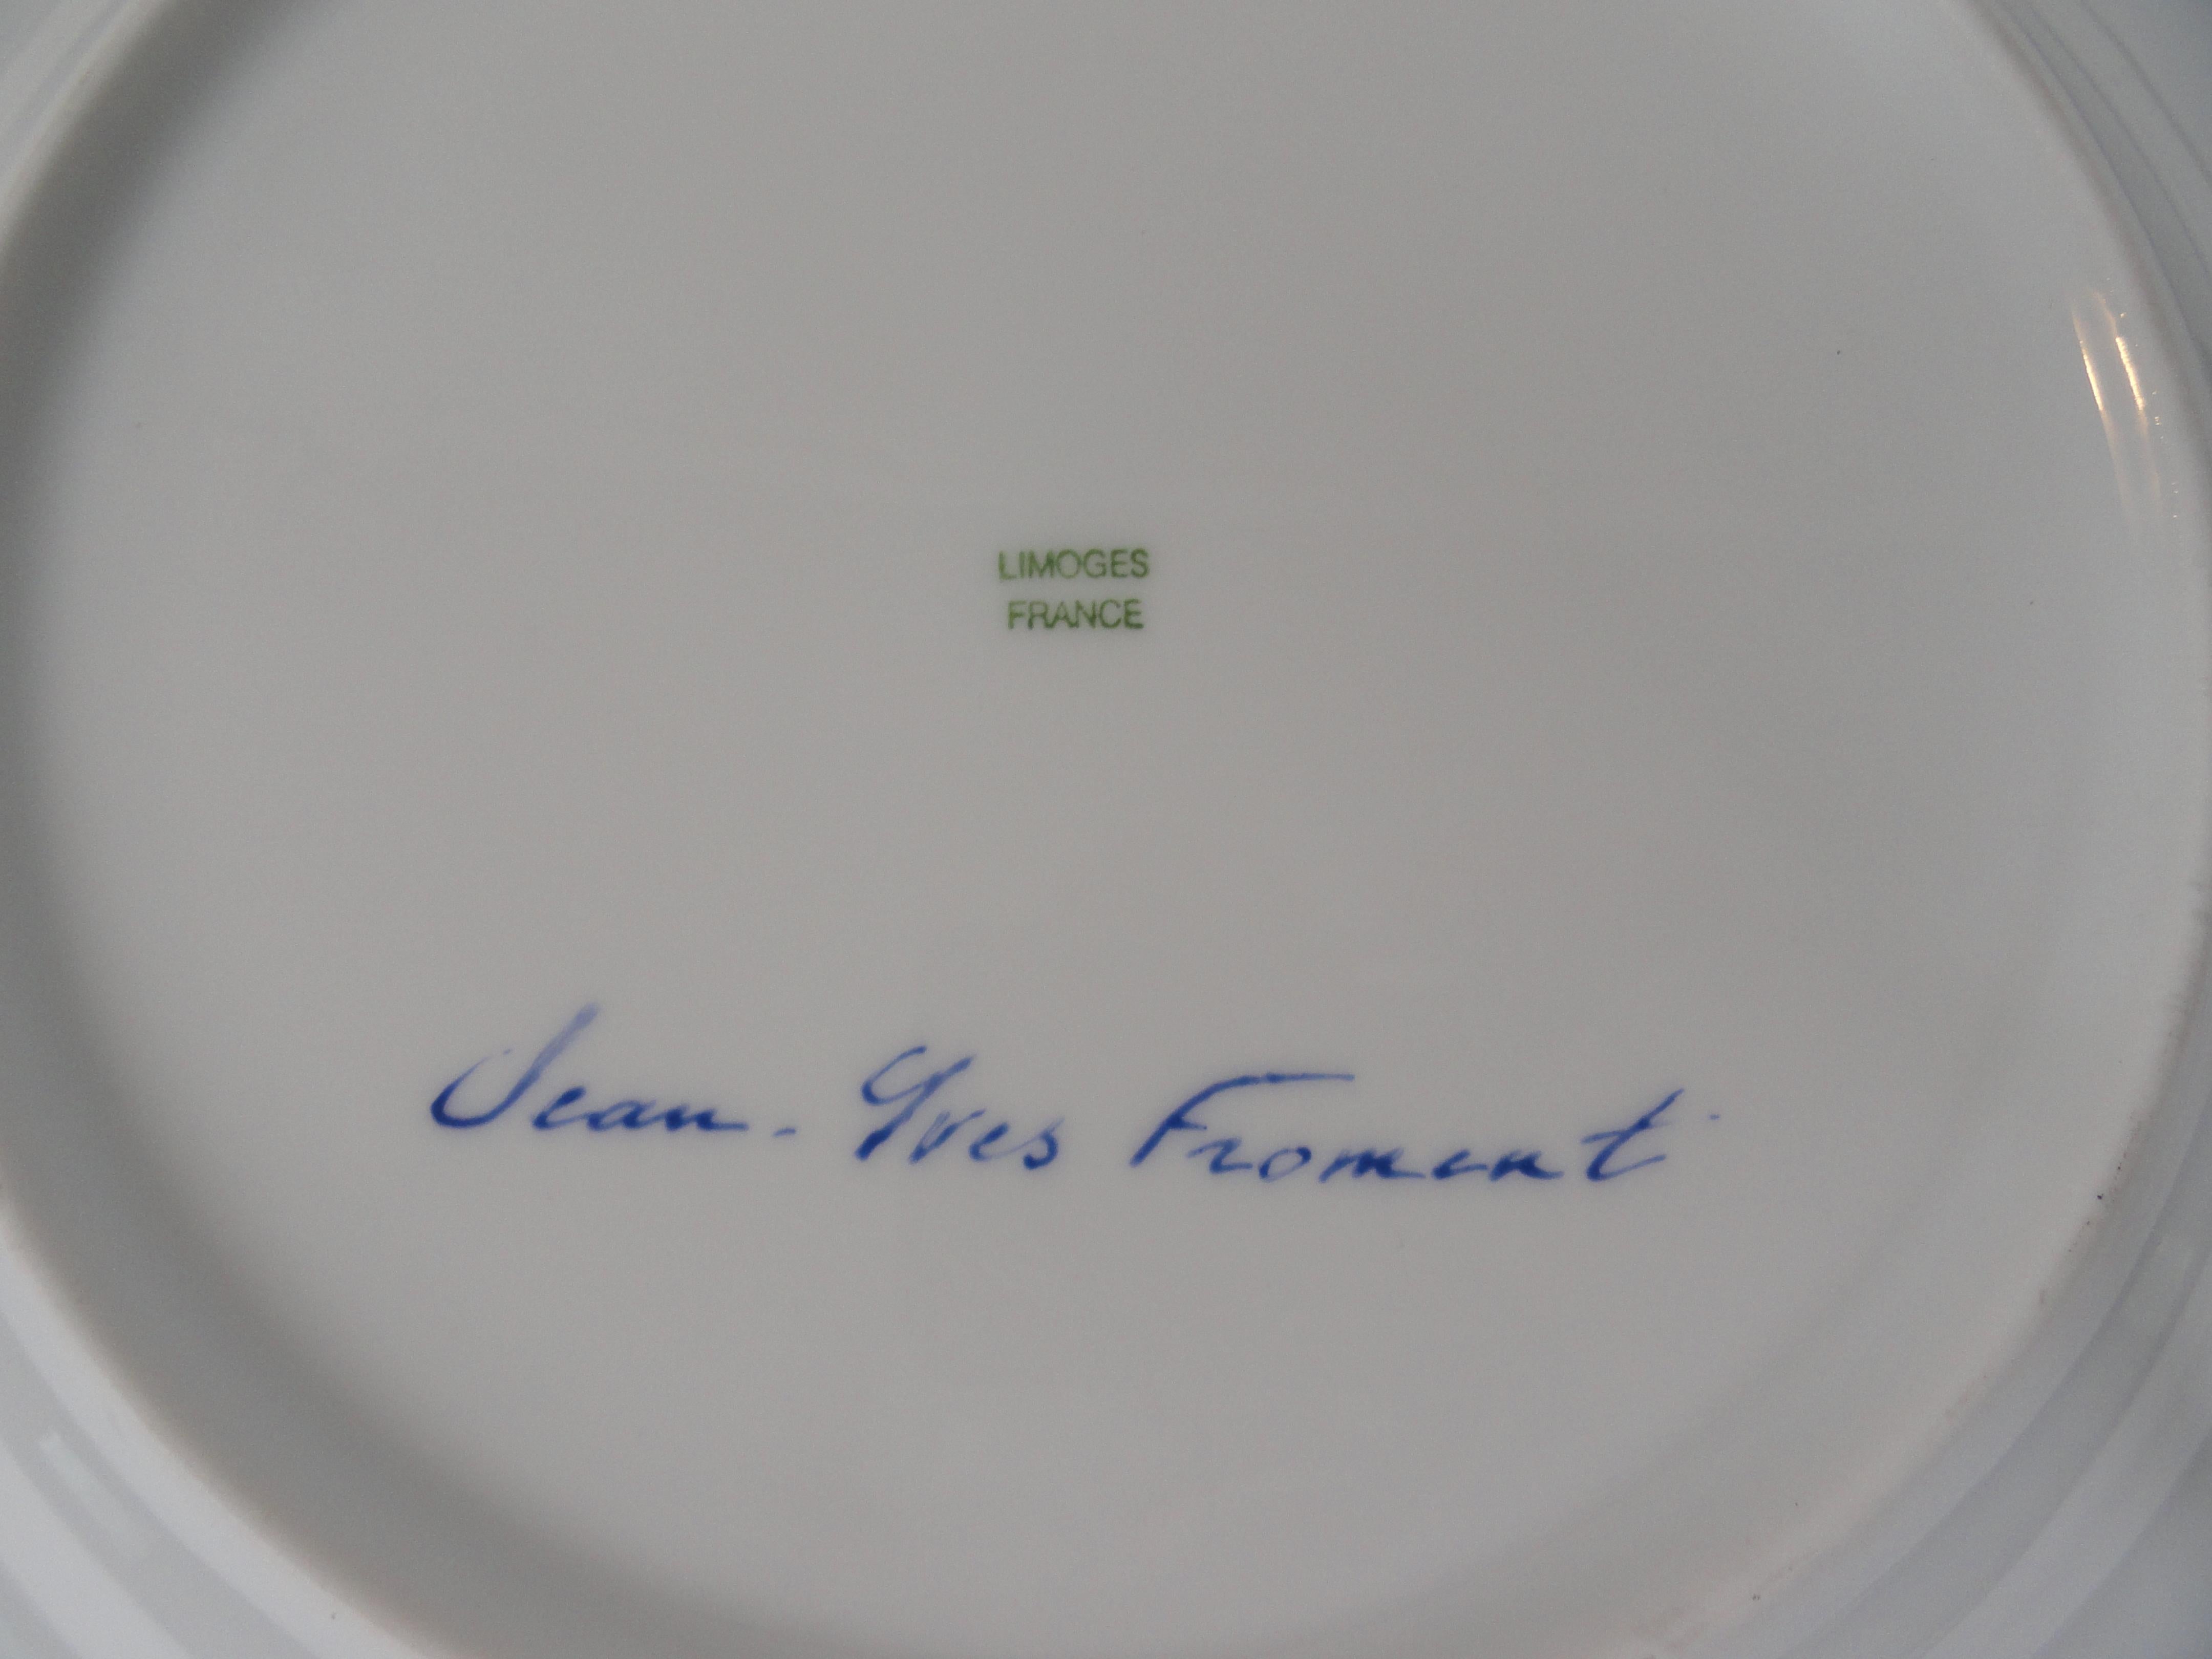 LIMOGES
FRANCE
Jean-Yves Froment